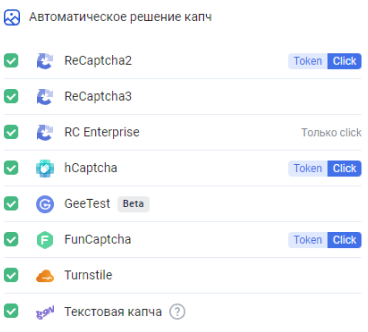 Автоматическое решение капч
ReCaptcha2 Token Click
ReCaptcha3
RC Enterprise Только click
hCaptcha Token Click
GeeTest Beta
FunCaptcha Token Click
Turnstile
Текстовая капча ?